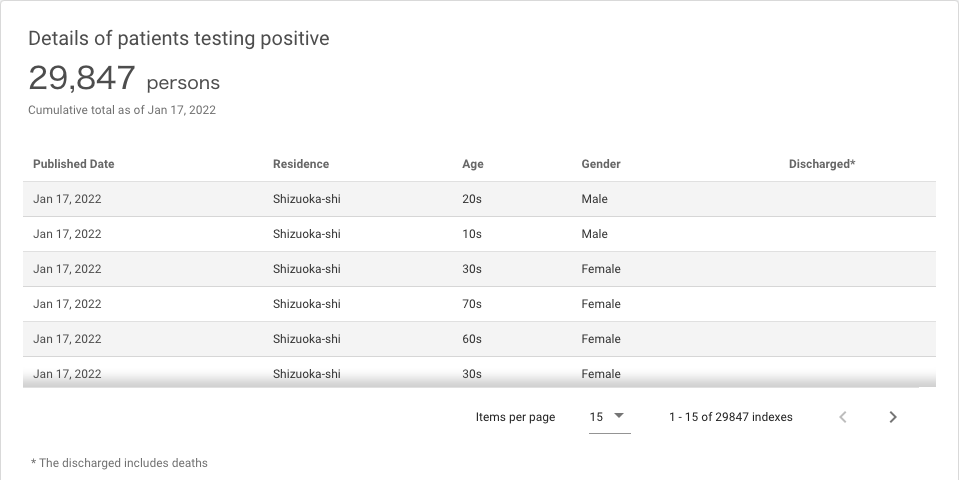 Details of patients testing positive
29,847 persons
Cumulative total as of Jan 17, 2022
Published Date Residence Age Gender Discharged*
Jan 17, 2022 Shizuoka-shi 20s Male
Jan 17, 2022 Shizuoka-shi 10s Male
Jan 17, 2022 Shizuoka-shi 30s Female
Jan 17, 2022 Shizuoka-shi 70s Female
Jan 17, 2022 Shizuoka-shi 60s Female
Jan 17, 2022 Shizuoka-shi 30s Female
Items per page 15 1 - 15 of 29847 indexes
* The discharged includes deaths